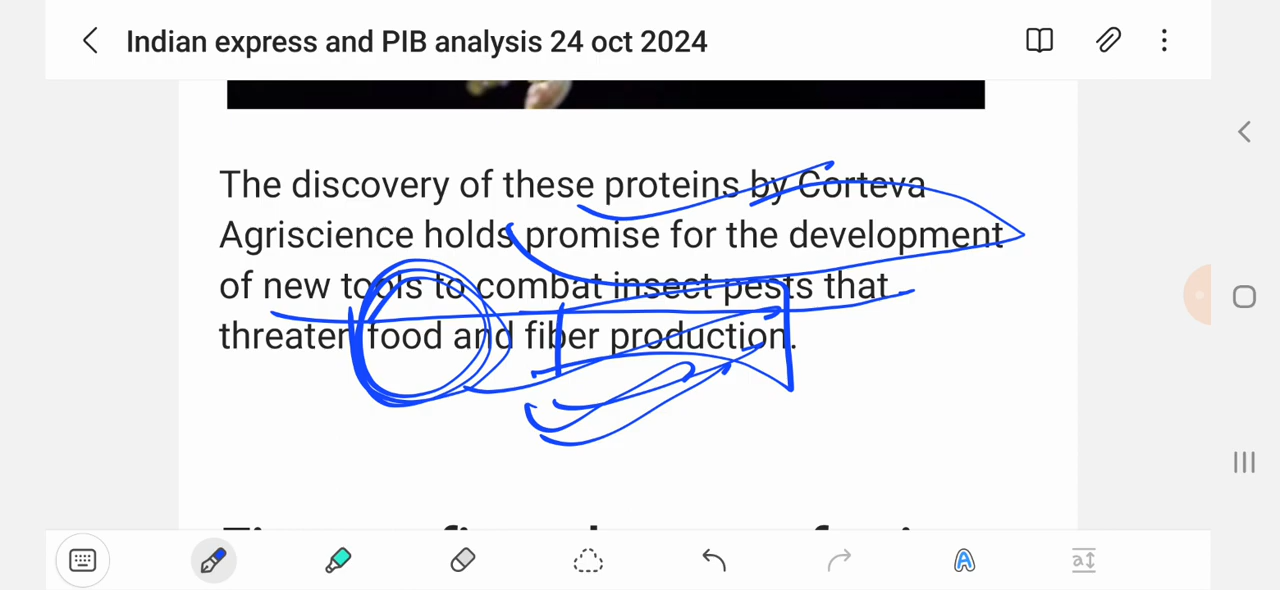 Indian express and PIB analysis 24 oct 2024
The discovery of these proteins by Corteva
Agriscience holds promise for the development
of new tools to combat insect pests that
threaten food and fiber production.